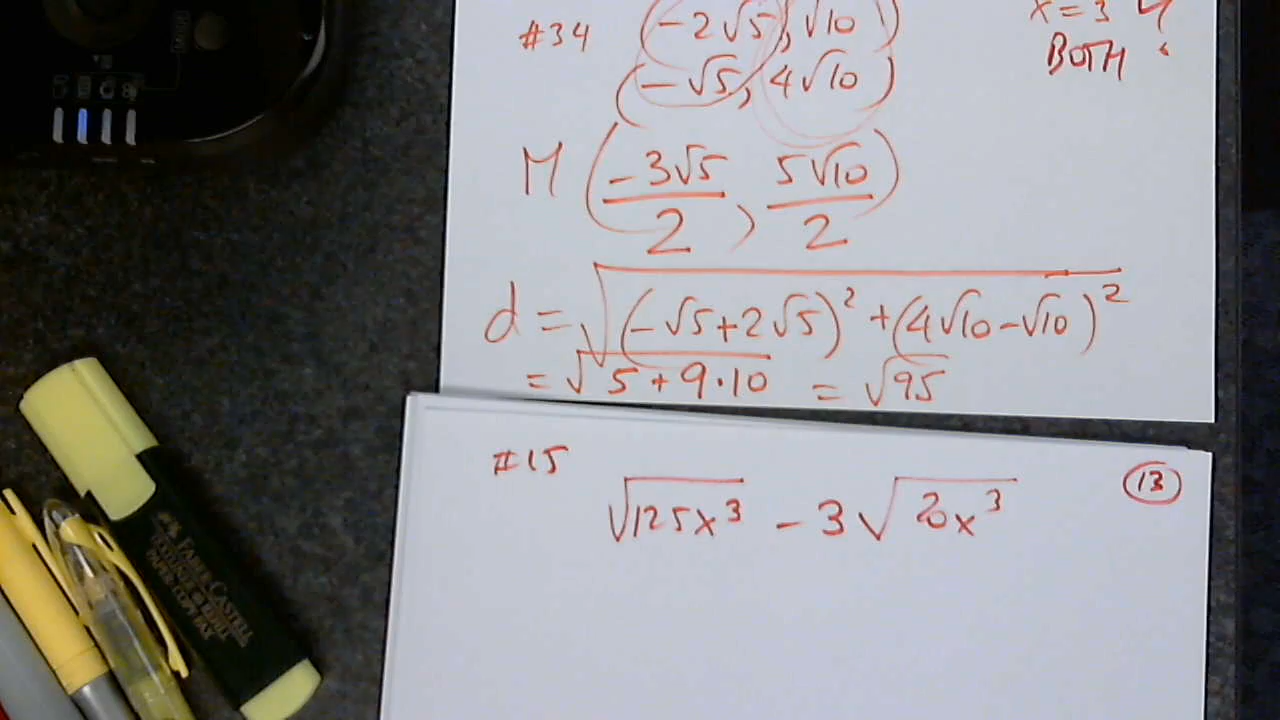 #34 (-2√5, √10)
(-√5, 4√10)
x = 3
BOTH
M (-3√5/2, 5√10/2)
d = √((-√5+2√5)² + (4√10-√10)²)
= √(5+9·10) = √95
#15 √(125x³) - 3√(20x³)
13
FABER-CASTELL